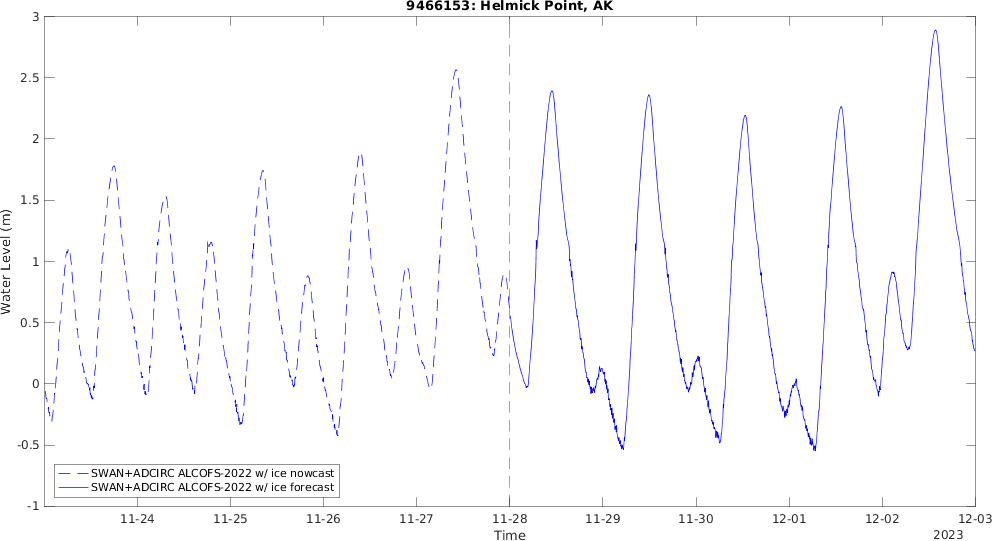 9466153: Helmick Point, AK
3
2.5
2
1.5
1
0.5
0
-0.5
-1
Water Level (m)
SWAN+ADCIRC ALCOFS-2022 w/ ice nowcast
SWAN+ADCIRC ALCOFS-2022 w/ ice forecast
11-24 11-25 11-26 11-27 11-28 11-29 11-30 12-01 12-02 12-03
Time
2023